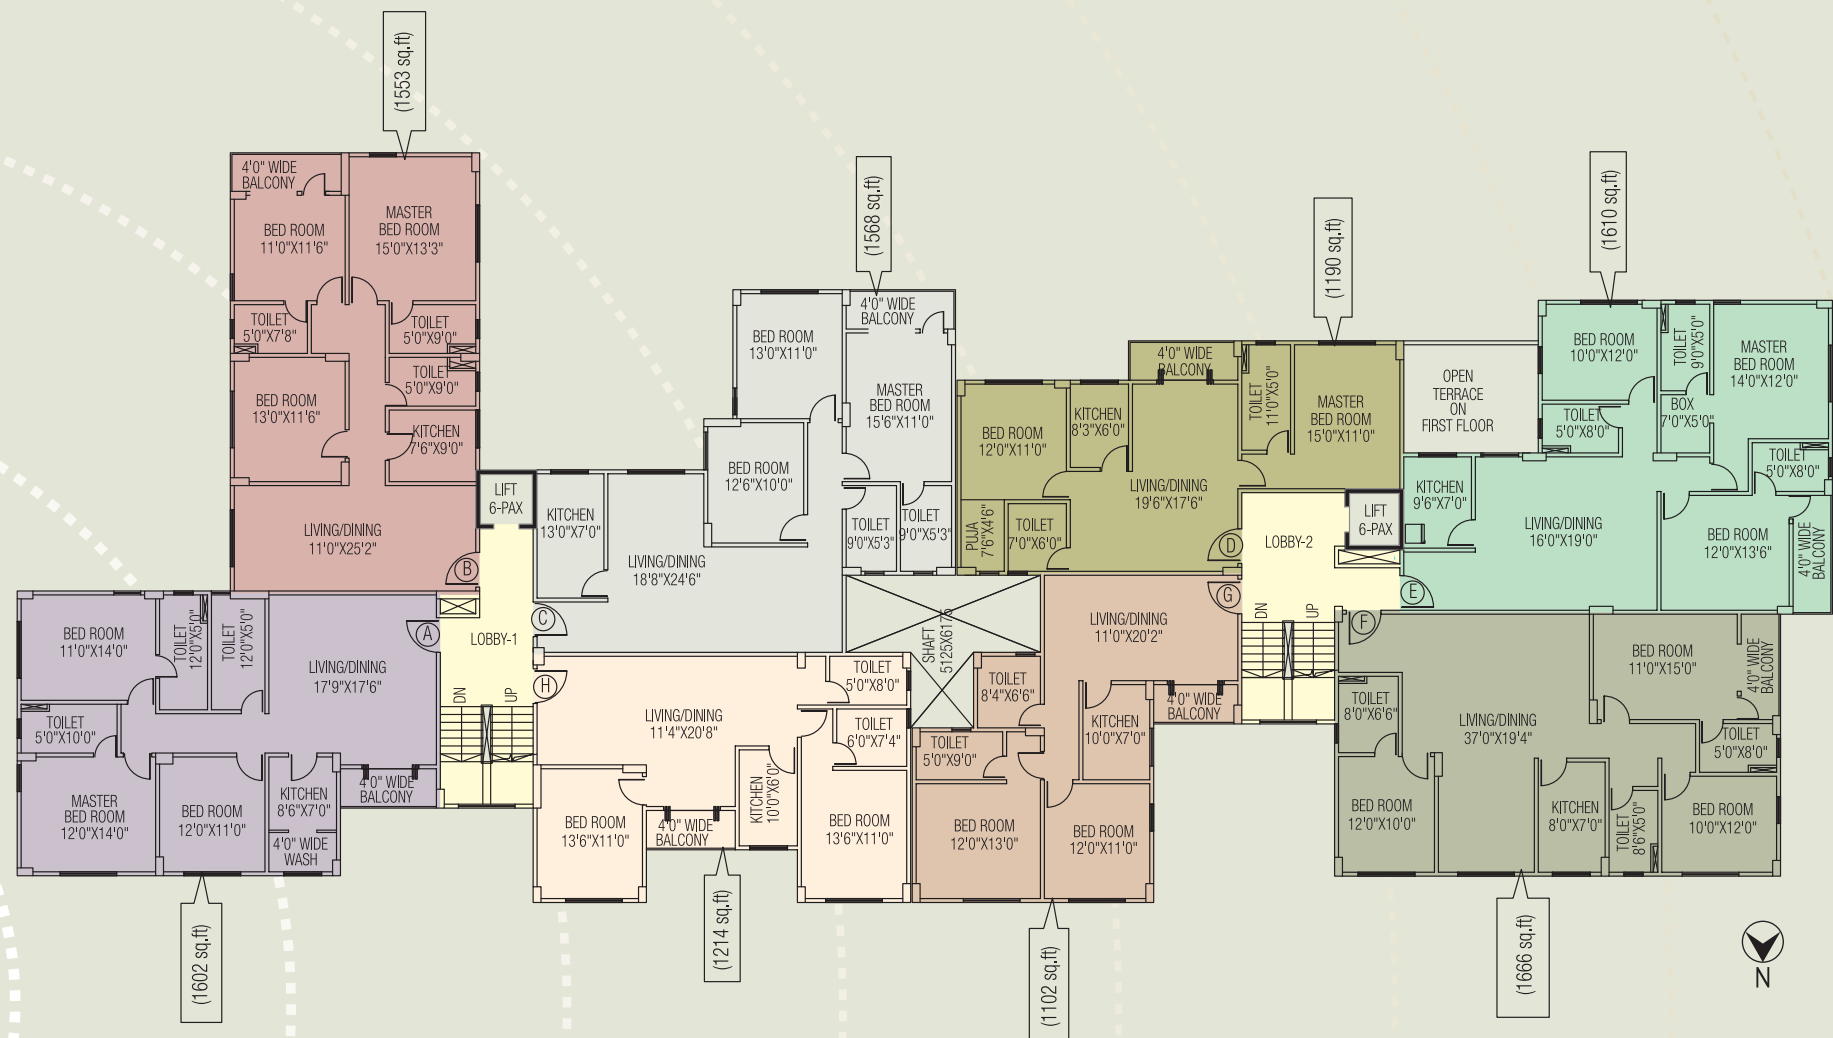 (1553 sq.ft)
4'0" WIDE
BALCONY
BED ROOM
11'0"X11'6"
MASTER
BED ROOM
15'0"X13'3"
TOILET
5'0"X7'8"
TOILET
5'0"X9'0"
BED ROOM
13'0"X11'6"
TOILET
5'0"X9'0"
KITCHEN
7'6"X9'0"
LIVING/DINING
11'0"X25'2"
B
LIFT
6-PAX
(1568 sq.ft)
BED ROOM
13'0"X11'0"
4'0" WIDE
BALCONY
MASTER
BED ROOM
15'6"X11'0"
BED ROOM
12'6"X10'0"
KITCHEN
13'0"X7'0"
TOILET
9'0"X5'3"
TOILET
9'0"X5'3"
LIVING/DINING
18'8"X24'6"
C
(1190 sq.ft)
4'0" WIDE
BALCONY
BED ROOM
12'0"X11'0"
KITCHEN
8'3"X6'0"
TOILET
11'0"X5'0"
MASTER
BED ROOM
15'0"X11'0"
LIVING/DINING
19'6"X17'6"
PUJA
7'6"X4'6"
TOILET
7'0"X6'0"
D
OPEN
TERRACE
ON
FIRST FLOOR
LIFT
6-PAX
LOBBY-2
DN
UP
(1610 sq.ft)
BED ROOM
10'0"X12'0"
TOILET
9'0"X5'0"
MASTER
BED ROOM
14'0"X12'0"
TOILET
5'0"X8'0"
BOX
7'0"X5'0"
TOILET
5'0"X8'0"
KITCHEN
9'6"X7'0"
LIVING/DINING
16'0"X19'0"
BED ROOM
12'0"X13'6"
4'0" WIDE
BALCONY
E
BED ROOM
11'0"X14'0"
TOILET
12'0"X5'0"
TOILET
12'0"X5'0"
LIVING/DINING
17'9"X17'6"
A
TOILET
5'0"X10'0"
MASTER
BED ROOM
12'0"X14'0"
BED ROOM
12'0"X11'0"
KITCHEN
8'6"X7'0"
4'0" WIDE
WASH
4'0" WIDE
BALCONY
(1602 sq.ft)
LOBBY-1
DN
UP
H
LIVING/DINING
11'4"X20'8"
TOILET
5'0"X8'0"
TOILET
6'0"X7'4"
BED ROOM
13'6"X11'0"
4'0" WIDE
BALCONY
KITCHEN
10'0"X6'0"
BED ROOM
13'6"X11'0"
(1214 sq.ft)
SHAFT
5125X6175
G
LIVING/DINING
11'0"X20'2"
TOILET
8'4"X6'6"
4'0" WIDE
BALCONY
KITCHEN
10'0"X7'0"
TOILET
5'0"X9'0"
BED ROOM
12'0"X13'0"
BED ROOM
12'0"X11'0"
(1102 sq.ft)
F
BED ROOM
11'0"X15'0"
4'0" WIDE
BALCONY
TOILET
8'0"X6'6"
LIVING/DINING
37'0"X19'4"
TOILET
5'0"X8'0"
BED ROOM
12'0"X10'0"
KITCHEN
8'0"X7'0"
TOILET
8'6"X5'0"
BED ROOM
10'0"X12'0"
(1666 sq.ft)
N